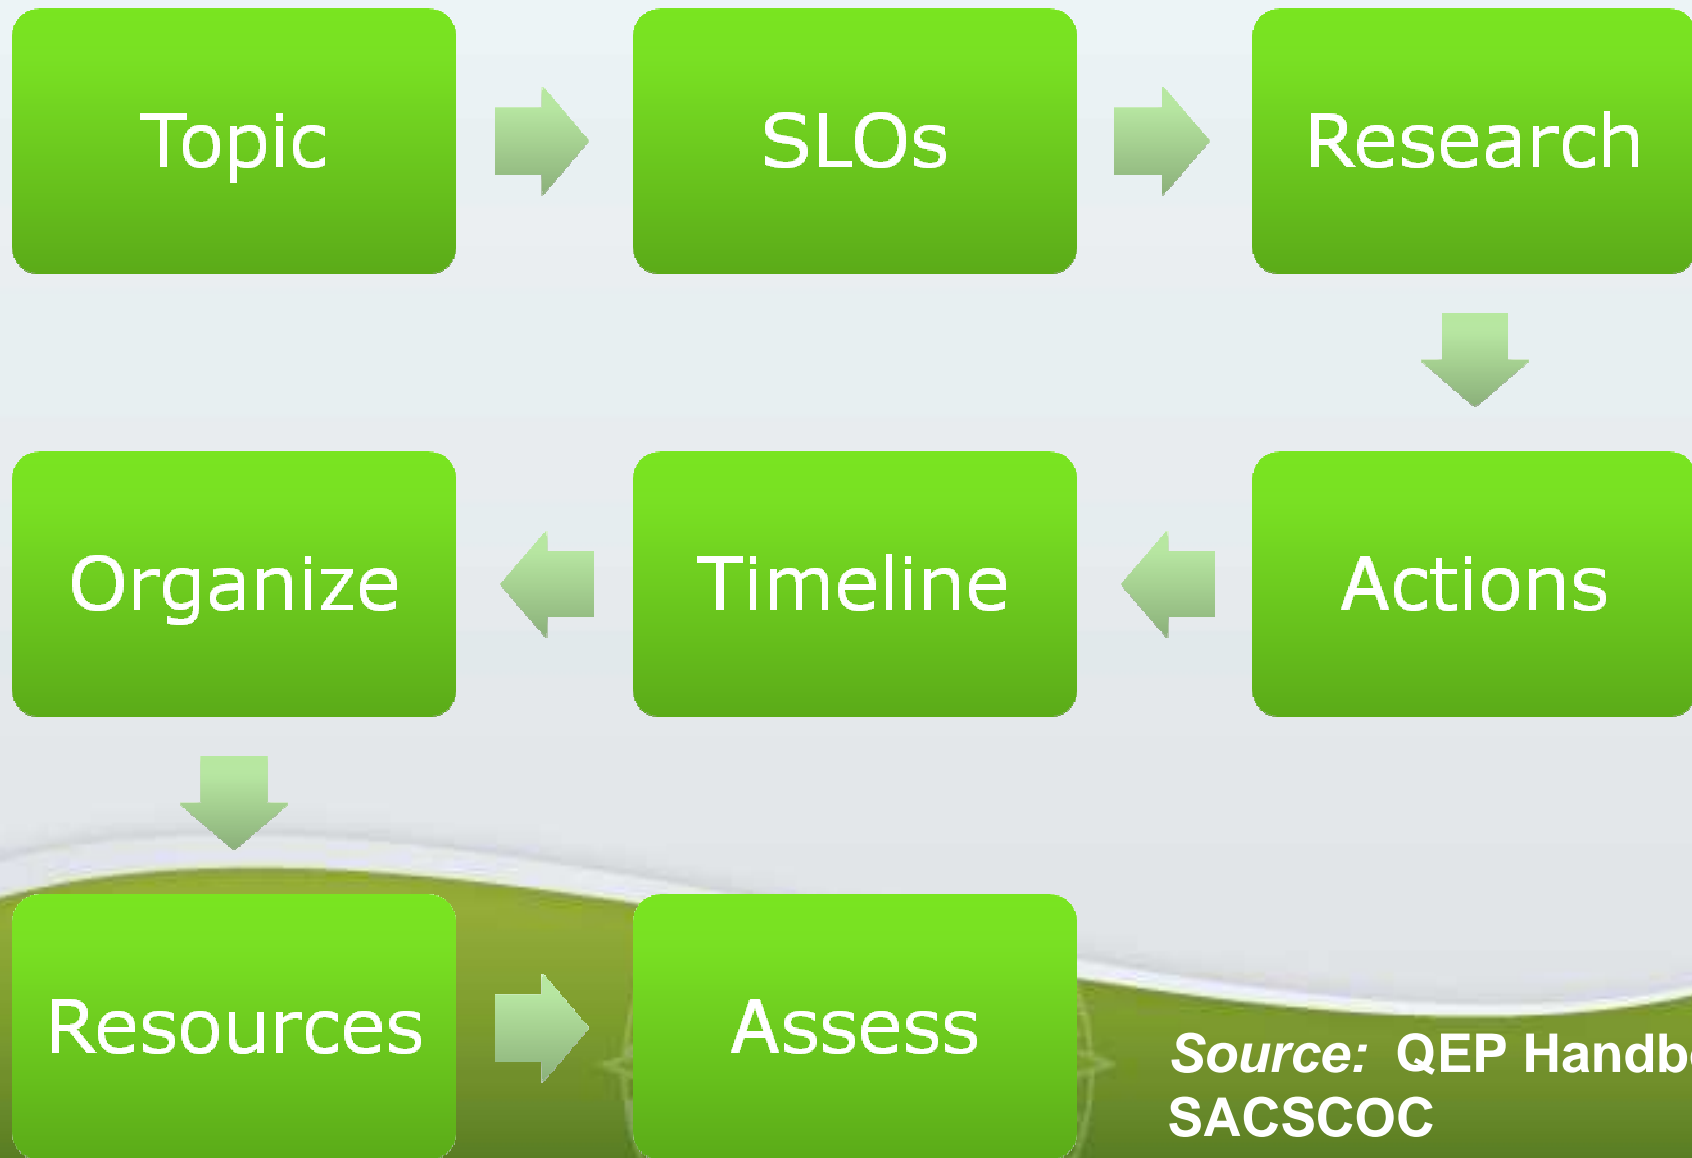 Topic
SLOs
Research
Actions
Timeline
Organize
Resources
Assess
Source: QEP
SACSCOC